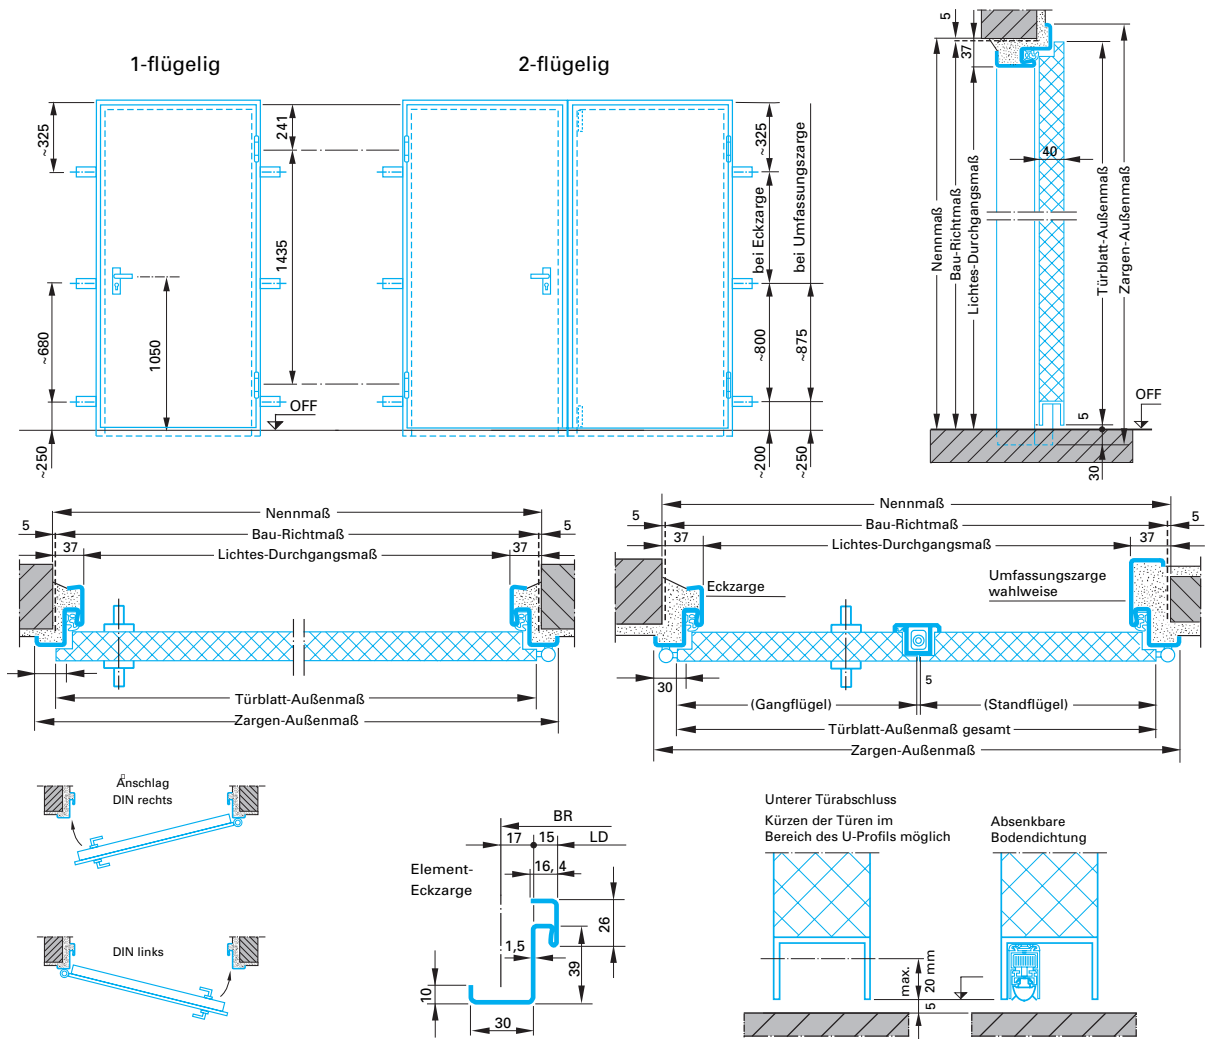 1-flügelig
2-flügelig
~325
241
1435
1050
~680
~250
OFF
~325
bei Eckzarge
bei Umfassungszarge
~800
~875
~200
~250
5
37
40
Nennmaß
Bau-Richtmaß
Lichtes-Durchgangsmaß
Türblatt-Außenmaß
Zargen-Außenmaß
5
OFF
30
Nennmaß
5
Bau-Richtmaß
5
37
Lichtes-Durchgangsmaß
37
Türblatt-Außenmaß
Zargen-Außenmaß
Nennmaß
5
Bau-Richtmaß
5
37
Lichtes-Durchgangsmaß
37
Eckzarge
Umfassungszarge
wahlweise
30
5
(Gangflügel)
(Standflügel)
Türblatt-Außenmaß gesamt
Zargen-Außenmaß
Anschlag
DIN rechts
DIN links
BR
17
15
LD
16,4
Element-
Eckzarge
26
1,5
39
10
30
Unterer Türabschluss
Kürzen der Türen im
Bereich des U-Profils möglich
Absenkbare
Bodendichtung
max.
20 mm
5